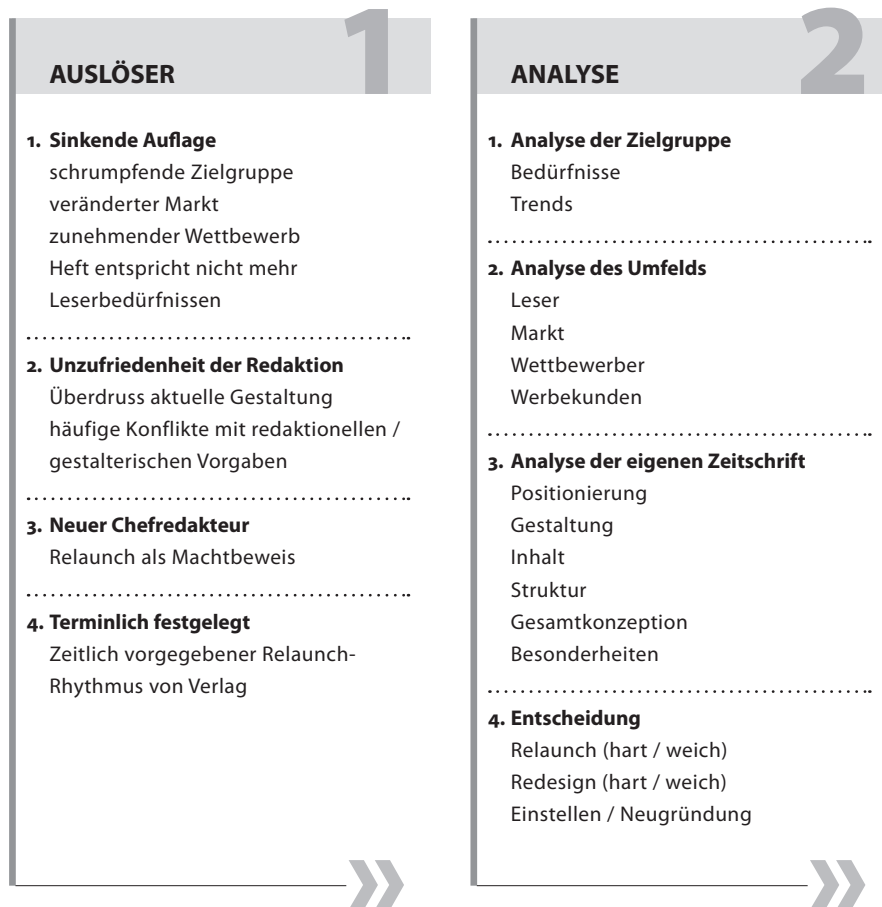 1
AUSLÖSER
1. Sinkende Auflage
schrumpfende Zielgruppe
veränderter Markt
zunehmender Wettbewerb
Heft entspricht nicht mehr
Leserbedürfnissen
2. Unzufriedenheit der Redaktion
Überdruss aktuelle Gestaltung
häufige Konflikte mit redaktionellen /
gestalterischen Vorgaben
3. Neuer Chefredakteur
Relaunch als Machtbeweis
4. Terminlich festgelegt
Zeitlich vorgegebener Relaunch-
Rhythmus von Verlag
2
ANALYSE
1. Analyse der Zielgruppe
Bedürfnisse
Trends
2. Analyse des Umfelds
Leser
Markt
Wettbewerber
Werbekunden
3. Analyse der eigenen Zeitschrift
Positionierung
Gestaltung
Inhalt
Struktur
Gesamtkonzeption
Besonderheiten
4. Entscheidung
Relaunch (hart / weich)
Redesign (hart / weich)
Einstellen / Neugründung